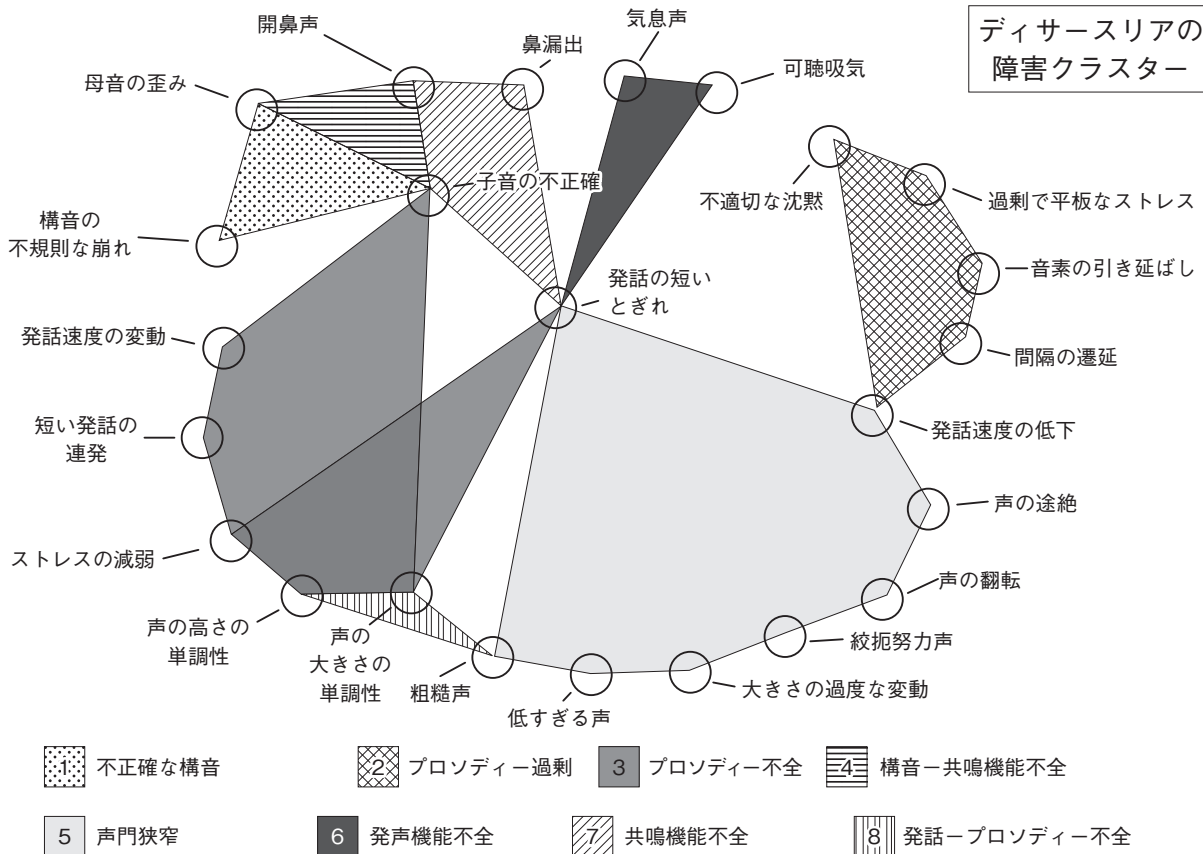 ディサースリアの
障害クラスター
開鼻声
鼻漏出
気息声
可聴吸気
母音の歪み
子音の不正確
不適切な沈黙
過剰で平板なストレス
構音の
不規則な崩れ
音素の引き延ばし
発話の短い
とぎれ
発話速度の変動
間隔の遷延
短い発話の
連発
発話速度の低下
声の途絶
ストレスの減弱
声の翻転
声の高さの
単調性
声の
大きさの
単調性
粗糙声
絞扼努力声
大きさの過度な変動
低すぎる声
1 不正確な構音
2 プロソディー過剰
3 プロソディー不全
4 構音－共鳴機能不全
5 声門狭窄
6 発声機能不全
7 共鳴機能不全
8 発話－プロソディー不全